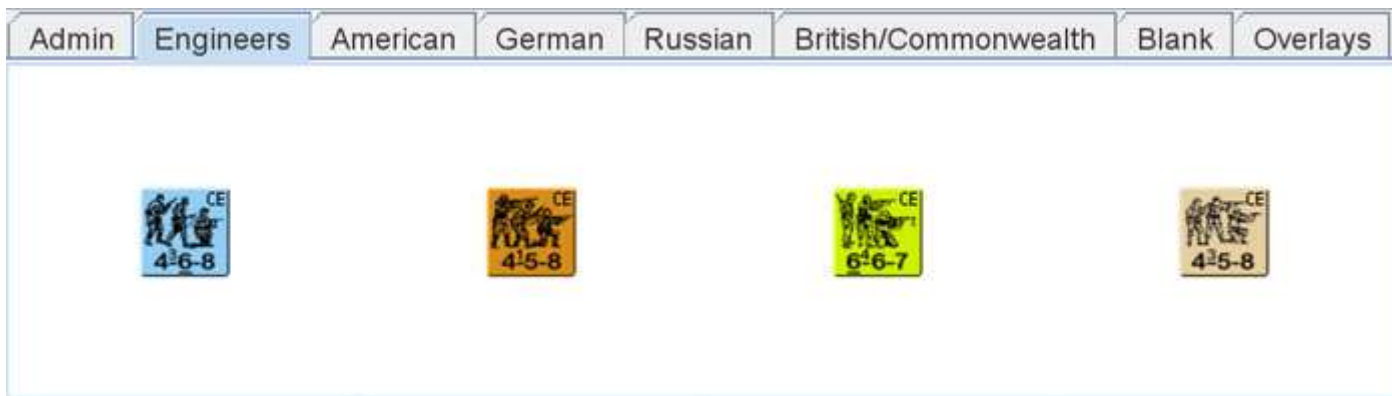 Admin Engineers American German Russian British/Commonwealth Blank Overlays
CE CE CE CE
4³6-8 4¹5-8 6⁴6-7 4³5-8